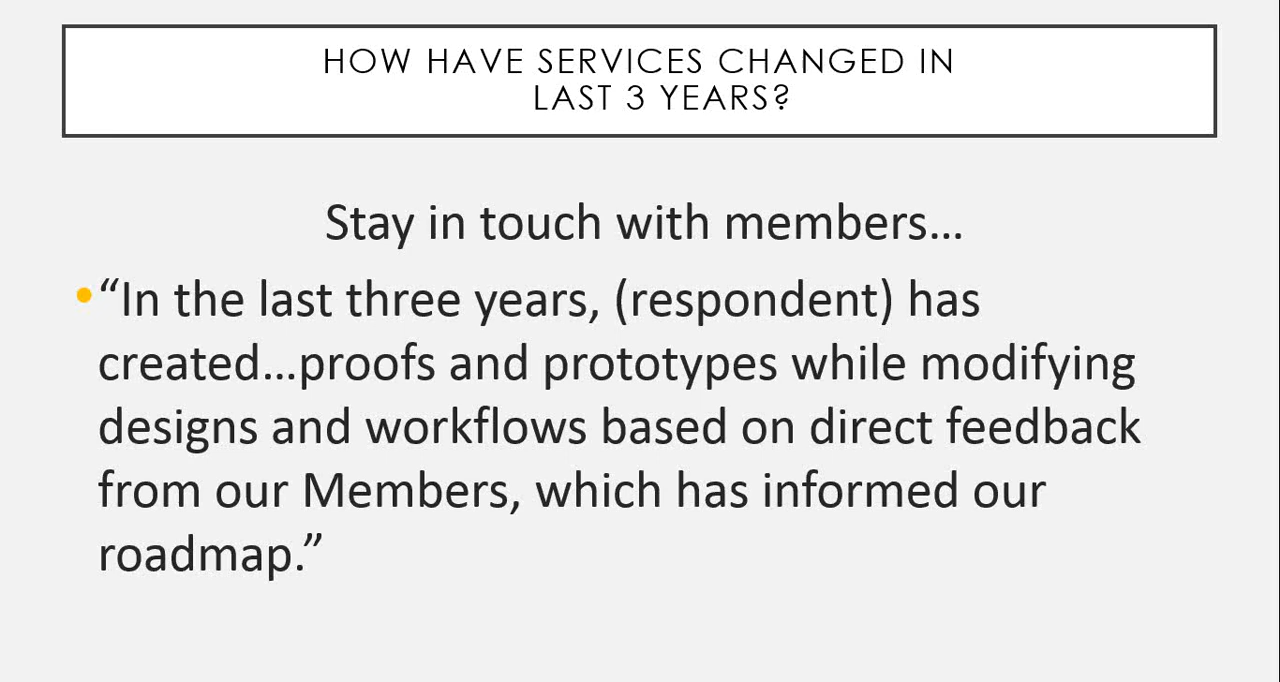 HOW HAVE SERVICES CHANGED IN
LAST 3 YEARS?
Stay in touch with members…
•“In the last three years, (respondent) has
created…proofs and prototypes while modifying
designs and workflows based on direct feedback
from our Members, which has informed our
roadmap.”